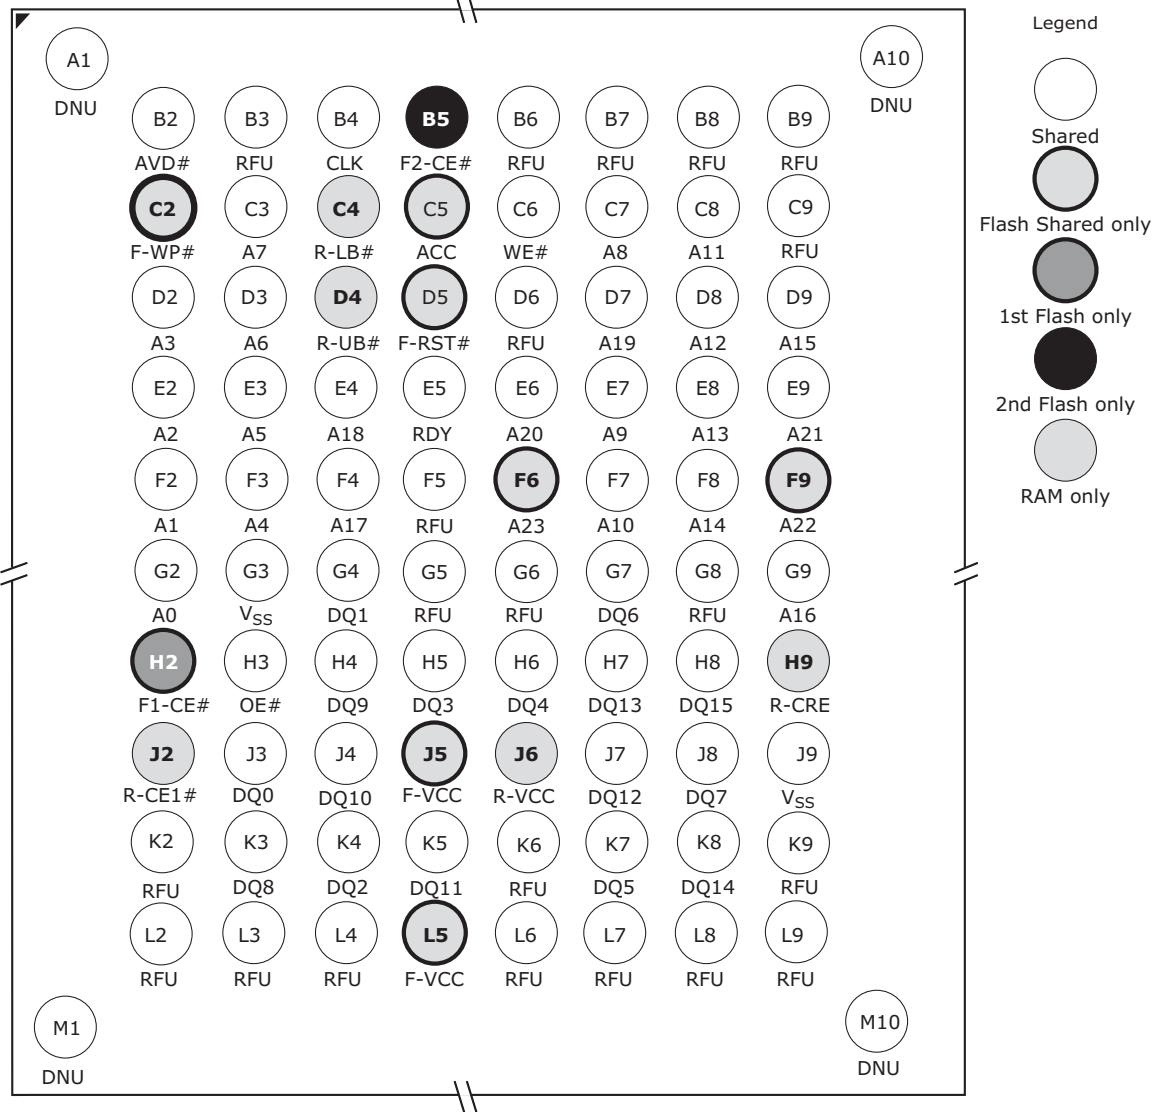 Legend
A1 A10
DNU DNU
B2 B3 B4 B5 B6 B7 B8 B9
Shared
AVD# RFU CLK F2-CE# RFU RFU RFU RFU
C2 C3 C4 C5 C6 C7 C8 C9
Flash Shared only
F-WP# A7 R-LB# ACC WE# A8 A11 RFU
D2 D3 D4 D5 D6 D7 D8 D9
1st Flash only
A3 A6 R-UB# F-RST# RFU A19 A12 A15
E2 E3 E4 E5 E6 E7 E8 E9
2nd Flash only
A2 A5 A18 RDY A20 A9 A13 A21
F2 F3 F4 F5 F6 F7 F8 F9
RAM only
A1 A4 A17 RFU A23 A10 A14 A22
G2 G3 G4 G5 G6 G7 G8 G9
A0 VSS DQ1 RFU RFU DQ6 RFU A16
H2 H3 H4 H5 H6 H7 H8 H9
F1-CE# OE# DQ9 DQ3 DQ4 DQ13 DQ15 R-CRE
J2 J3 J4 J5 J6 J7 J8 J9
R-CE1# DQ0 DQ10 F-VCC R-VCC DQ12 DQ7 VSS
K2 K3 K4 K5 K6 K7 K8 K9
RFU DQ8 DQ2 DQ11 RFU DQ5 DQ14 RFU
L2 L3 L4 L5 L6 L7 L8 L9
RFU RFU RFU F-VCC RFU RFU RFU RFU
M1 M10
DNU DNU